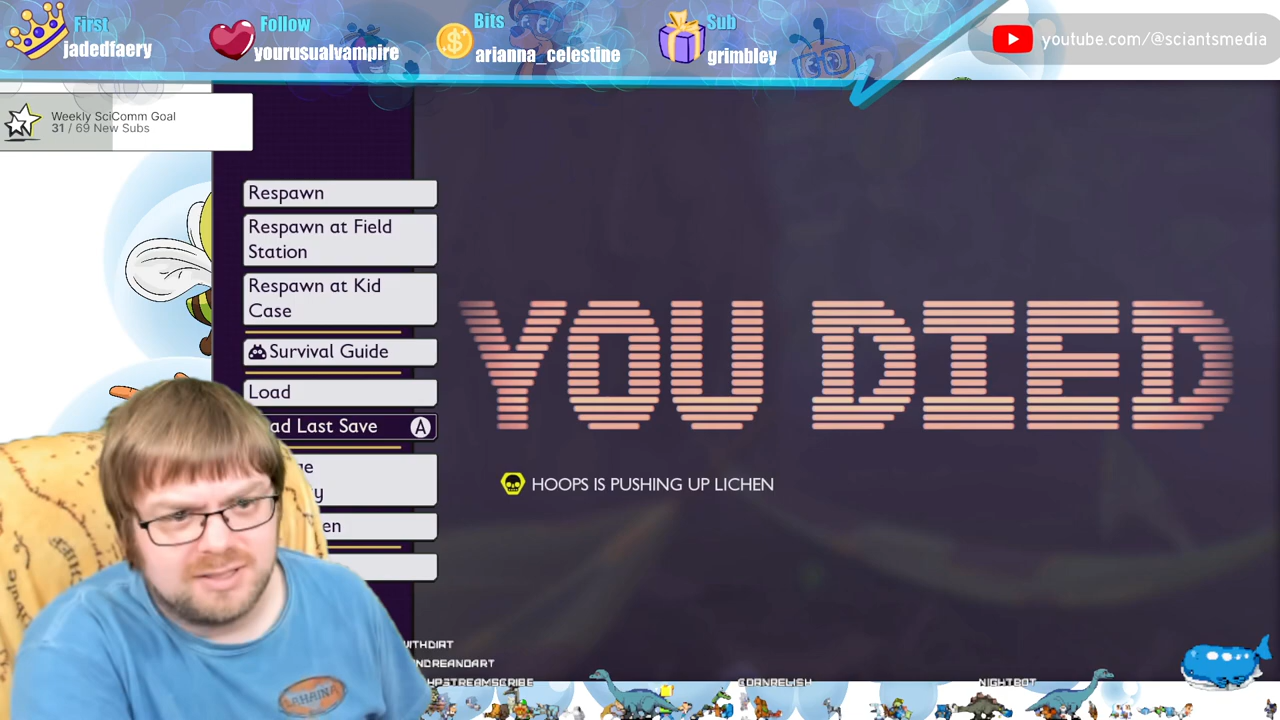 First
jadedfaery
Follow
yourusualvampire
Bits
arianna_celestine
Sub
grimbley
youtube.com/@sciantsmedia
Weekly SciComm Goal
31 / 69 New Subs
Respawn
Respawn at Field
Station
Respawn at Kid
Case
Survival Guide
Load
ad Last Save A
YOU DIED
HOOPS IS PUSHING UP LICHEN
LAHAINA
CORNRELISH
NIGHTBOT